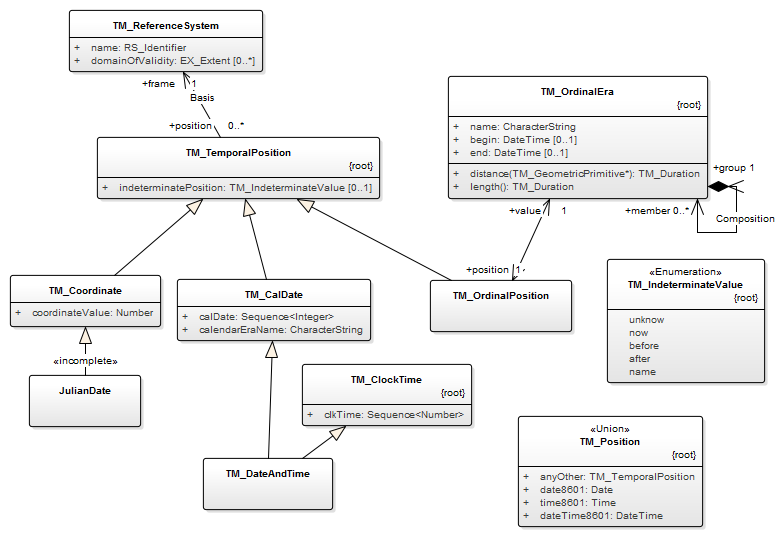 TM_ReferenceSystem
+ name: RS_Identifier
+ domainOfValidity: EX_Extent [0..*]
+frame 1
Basis
+position 0..*
TM_TemporalPosition
{root}
+ indeterminatePosition: TM_IndeterminateValue [0..1]
TM_OrdinalEra
{root}
+ name: CharacterString
+ begin: DateTime [0..1]
+ end: DateTime [0..1]
+ distance(TM_GeometricPrimitive*): TM_Duration
+ length(): TM_Duration
+group 1
+member 0..*
Composition
+value 1
+position 1
TM_Coordinate
+ coordinateValue: Number
TM_CalDate
+ calDate: Sequence<Integer>
+ calendarEraName: CharacterString
TM_OrdinalPosition
«Enumeration»
TM_IndeterminateValue
{root}
unknow
now
before
after
name
«incomplete»
JulianDate
TM_ClockTime
{root}
+ clkTime: Sequence<Number>
TM_DateAndTime
«Union»
TM_Position
{root}
+ anyOther: TM_TemporalPosition
+ date8601: Date
+ time8601: Time
+ dateTime8601: DateTime